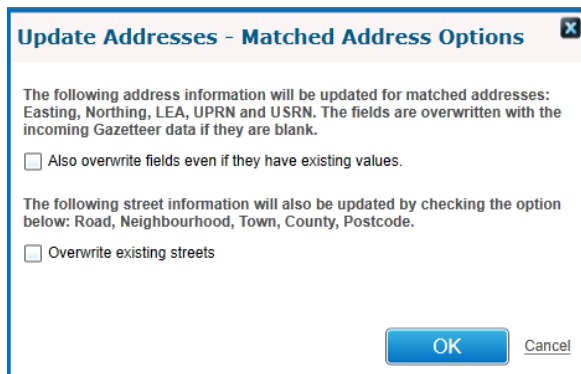 Update Addresses - Matched Address Options
X
The following address information will be updated for matched addresses:
Easting, Northing, LEA, UPRN and USRN. The fields are overwritten with the
incoming Gazetteer data if they are blank.
Also overwrite fields even if they have existing values.
The following street information will also be updated by checking the option
below: Road, Neighbourhood, Town, County, Postcode.
Overwrite existing streets
OK Cancel